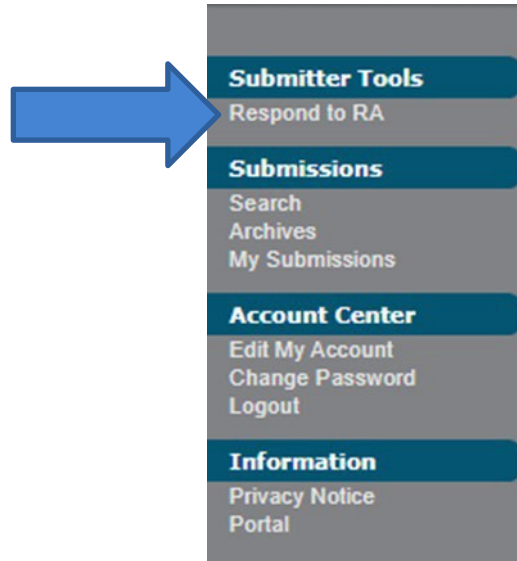 Submitter Tools
Respond to RA
Submissions
Search
Archives
My Submissions
Account Center
Edit My Account
Change Password
Logout
Information
Privacy Notice
Portal